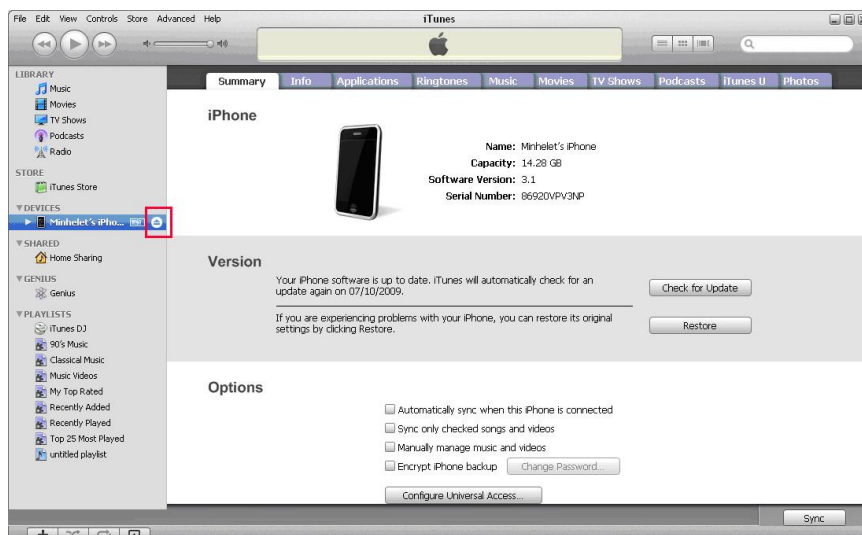 File Edit View Controls Store Advanced Help
iTunes
LIBRARY
Music
Movies
TV Shows
Podcasts
Radio
STORE
iTunes Store
DEVICES
Minhelet's iPho...
SHARED
Home Sharing
GENIUS
Genius
PLAYLISTS
iTunes DJ
90's Music
Classical Music
Music Videos
My Top Rated
Recently Added
Recently Played
Top 25 Most Played
untitled playlist
Summary Info Applications Ringtones Music Movies TV Shows Podcasts iTunes U Photos
iPhone
Name: Minhelet's iPhone
Capacity: 14.28 GB
Software Version: 3.1
Serial Number: 86920VPV3NP
Version
Your iPhone software is up to date. iTunes will automatically check for an
update again on 07/10/2009.
Check for Update
If you are experiencing problems with your iPhone, you can restore its original
settings by clicking Restore.
Restore
Options
Automatically sync when this iPhone is connected
Sync only checked songs and videos
Manually manage music and videos
Encrypt iPhone backup Change Password...
Configure Universal Access...
Sync